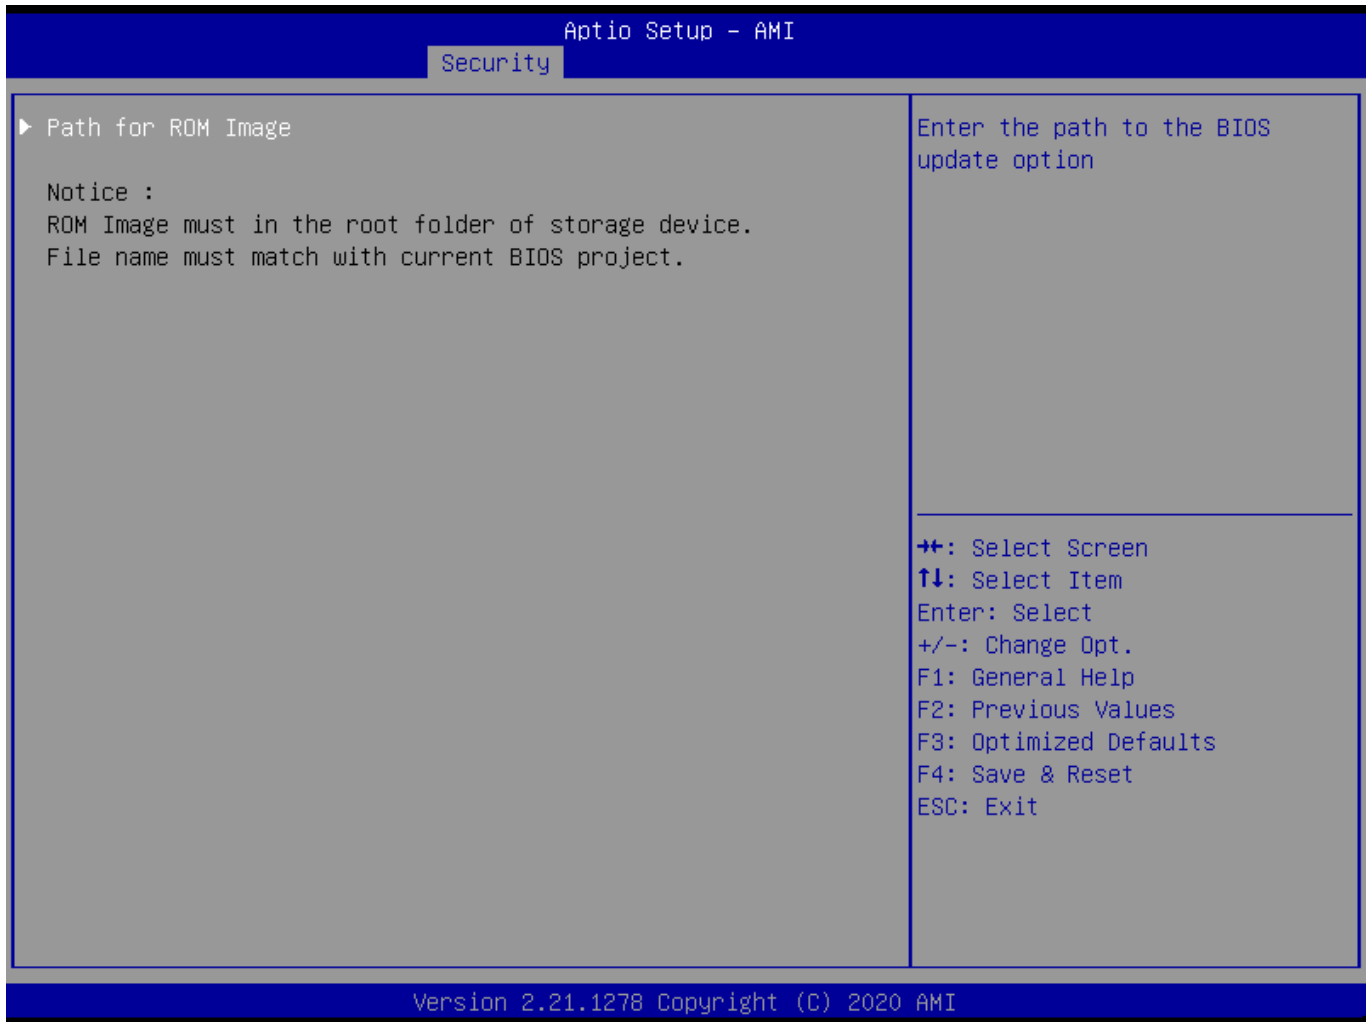 Aptio Setup – AMI
Security
▶ Path for ROM Image
Notice :
ROM Image must in the root folder of storage device.
File name must match with current BIOS project.
Enter the path to the BIOS
update option
→←: Select Screen
↑↓: Select Item
Enter: Select
+/-: Change Opt.
F1: General Help
F2: Previous Values
F3: Optimized Defaults
F4: Save & Reset
ESC: Exit
Version 2.21.1278 Copyright (C) 2020 AMI